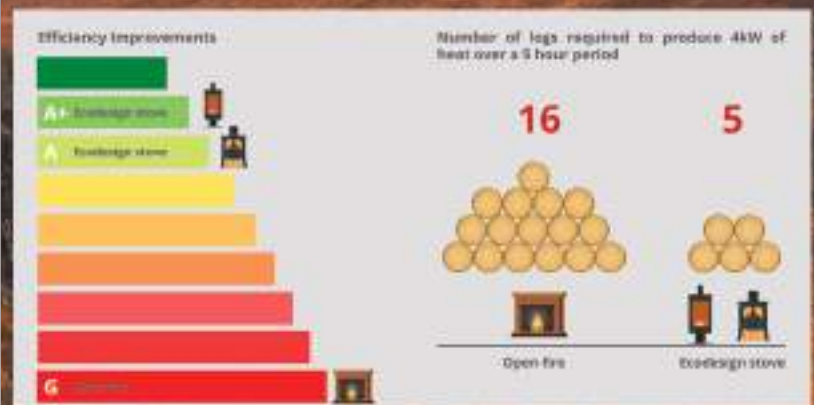 Efficiency Improvements
A+ Ecodesign stove
A Ecodesign stove
G
Number of logs required to produce 4kW of
heat over a 5 hour period
16
5
Open fire
Ecodesign stove